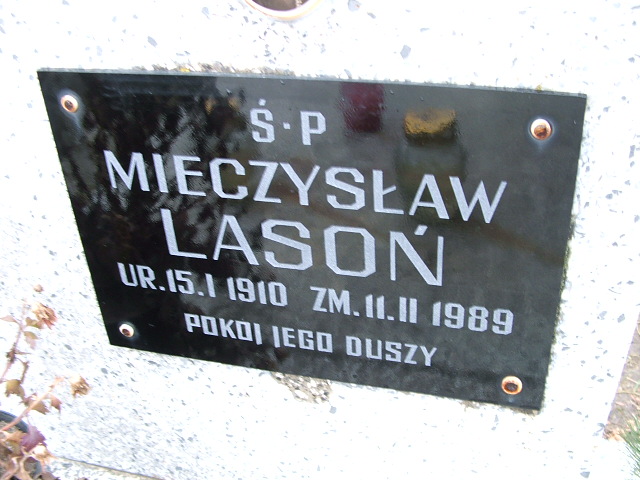 Ś.P
MIECZYSŁAW
LASOŃ
UR.15.I 1910 ZM.11.II 1989
POKOJ JEGO DUSZY